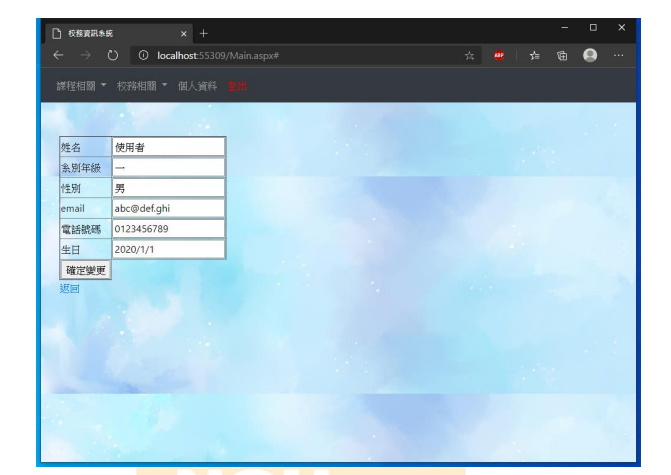 校務資訊系統
localhost:55309/Main.aspx#
ABP
課程相關 校務相關 個人資料 登出
姓名 使用者
系別年級 一
性別 男
email abc@def.ghi
電話號碼 0123456789
生日 2020/1/1
確定變更
返回